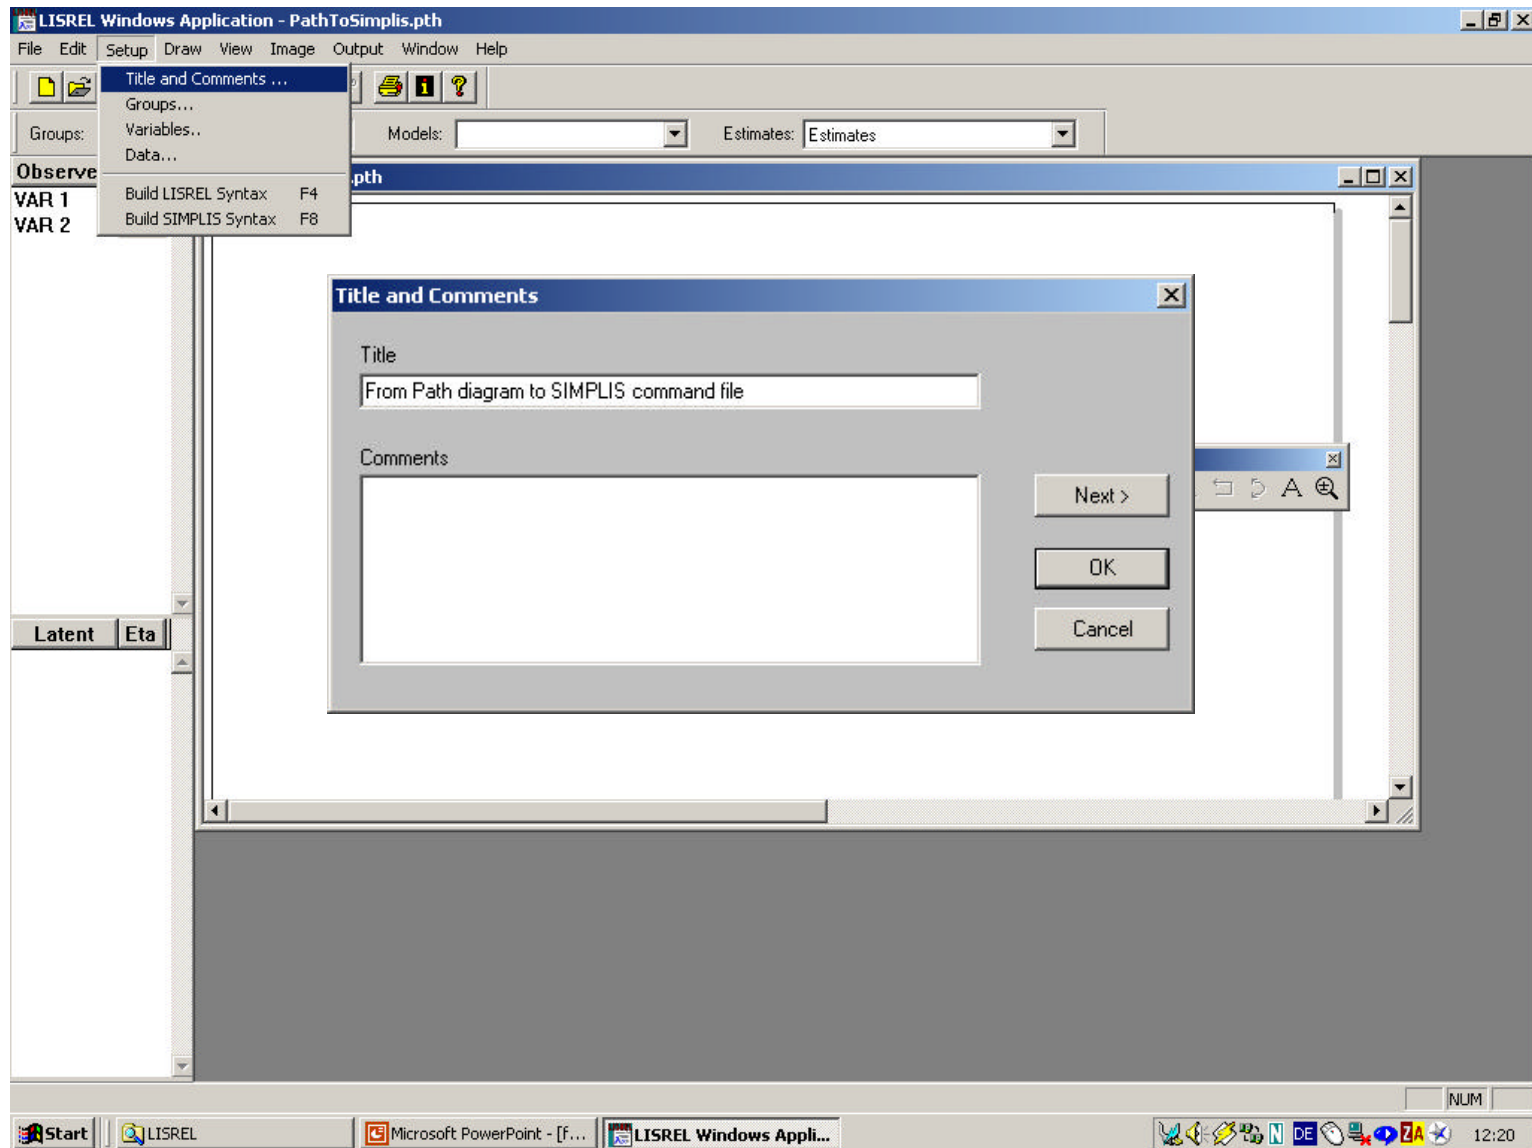 LISREL Windows Application - PathToSimplis.pth
File Edit Setup Draw View Image Output Window Help
Title and Comments ...
Groups...
Variables..
Data...
Build LISREL Syntax F4
Build SIMPLIS Syntax F8
Groups: Models: Estimates: Estimates
Observe
.pth
VAR 1
VAR 2
Title and Comments
Title
From Path diagram to SIMPLIS command file
Comments
Next >
OK
Cancel
A
Latent Eta
NUM
Start LISREL Microsoft PowerPoint - [f... LISREL Windows Appli... N DE ZA 12:20